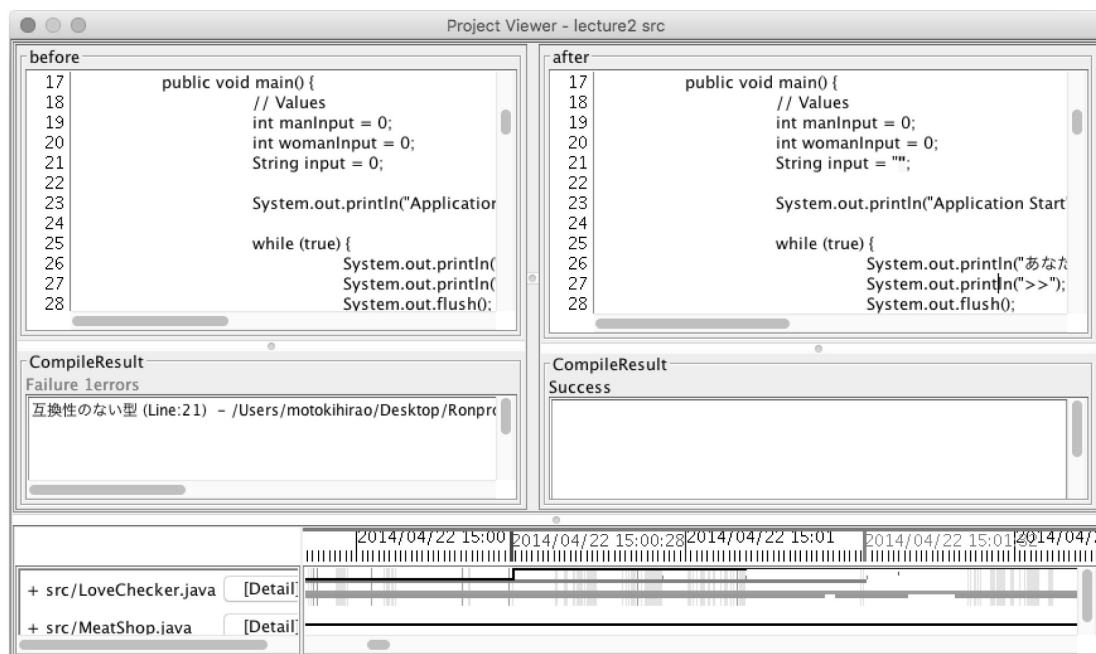 Project Viewer - lecture2 src
before
17 public void main() {
18 // Values
19 int manInput = 0;
20 int womanInput = 0;
21 String input = 0;
22
23 System.out.println("Application
24
25 while (true) {
26 System.out.println(
27 System.out.println(
28 System.out.flush();
CompileResult
Failure 1errors
互換性のない型 (Line:21) – /Users/motokihirao/Desktop/Ronpro
after
17 public void main() {
18 // Values
19 int manInput = 0;
20 int womanInput = 0;
21 String input = "";
22
23 System.out.println("Application Start"
24
25 while (true) {
26 System.out.println("あなた
27 System.out.println(">>");
28 System.out.flush();
CompileResult
Success
2014/04/22 15:00 2014/04/22 15:00:28 2014/04/22 15:01 2014/04/22 15:01:32 2014/04/
+ src/LoveChecker.java [Detail]
+ src/MeatShop.java [Detail]